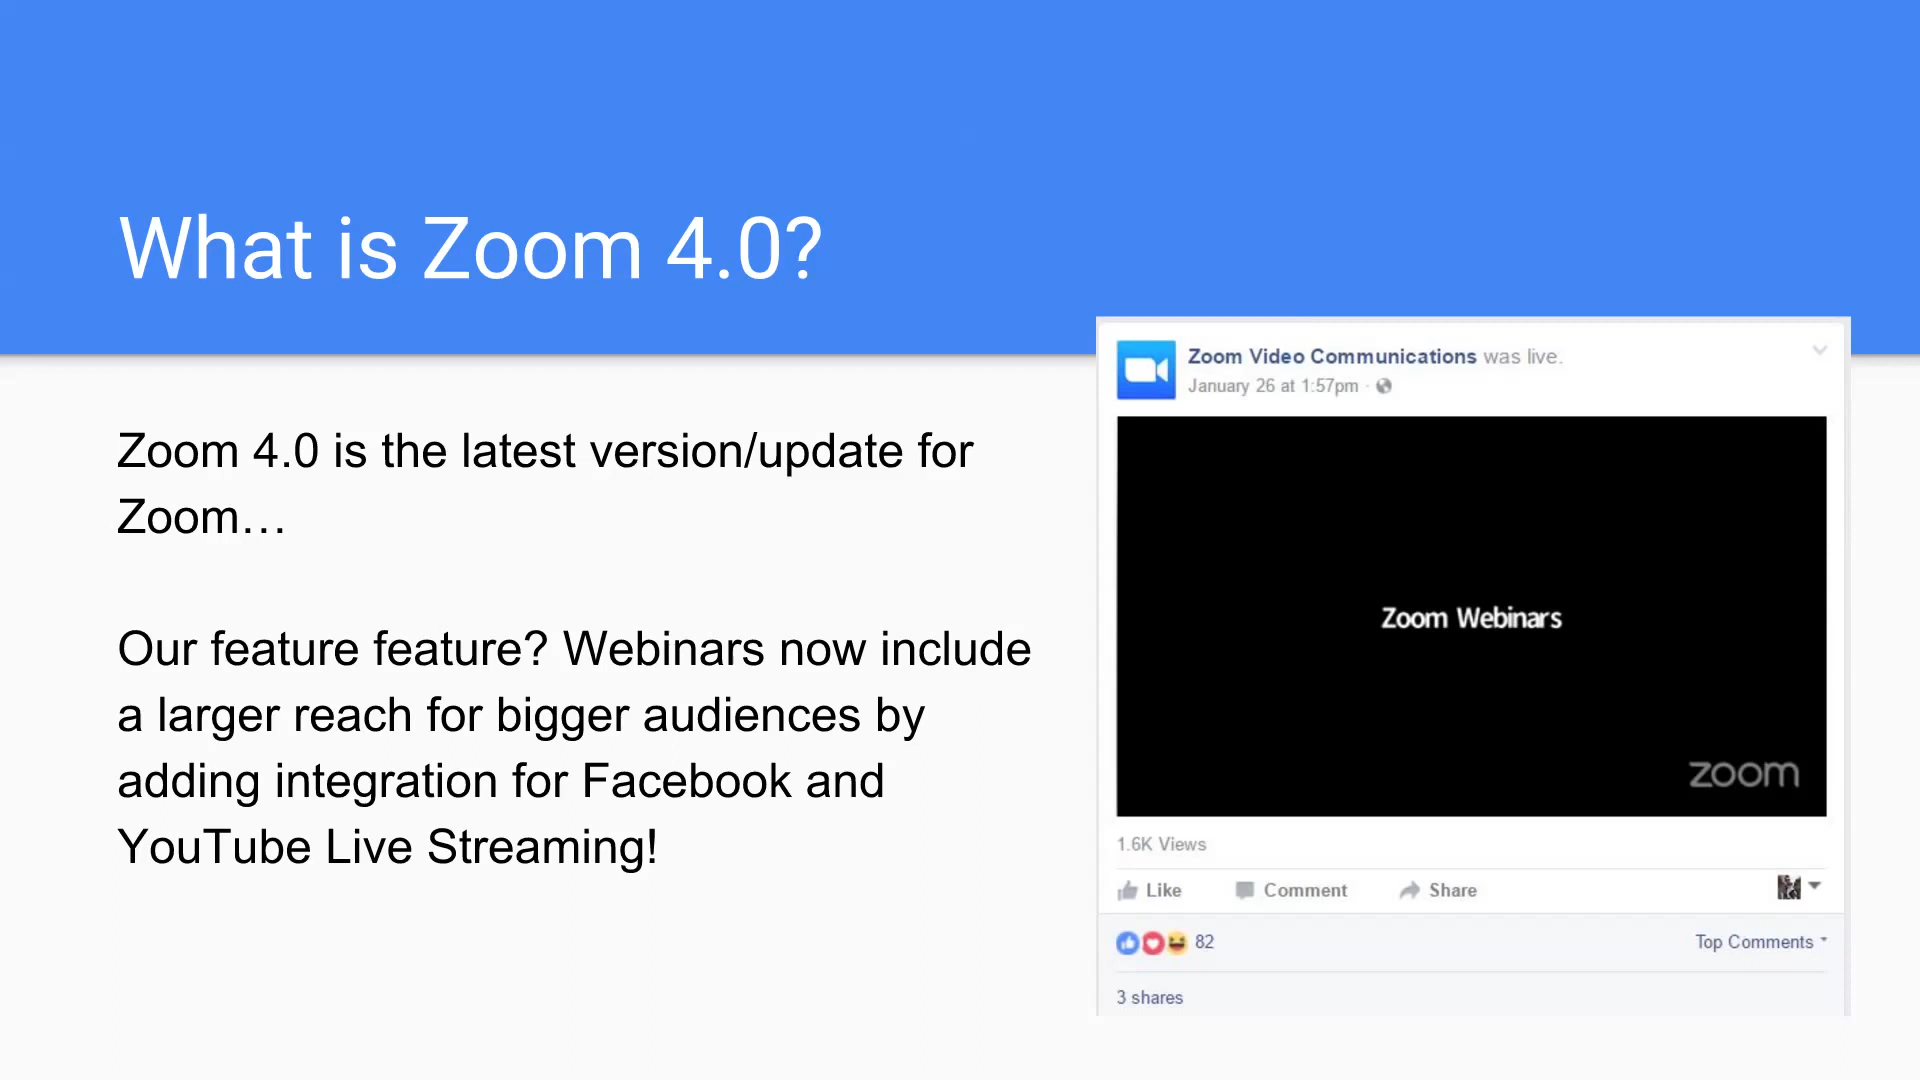 What is Zoom 4.0?
Zoom 4.0 is the latest version/update for
Zoom…
Our feature feature? Webinars now include
a larger reach for bigger audiences by
adding integration for Facebook and
YouTube Live Streaming!
Zoom Video Communications was live.
January 26 at 1:57pm ·
Zoom Webinars
zoom
1.6K Views
Like Comment Share
82 Top Comments
3 shares